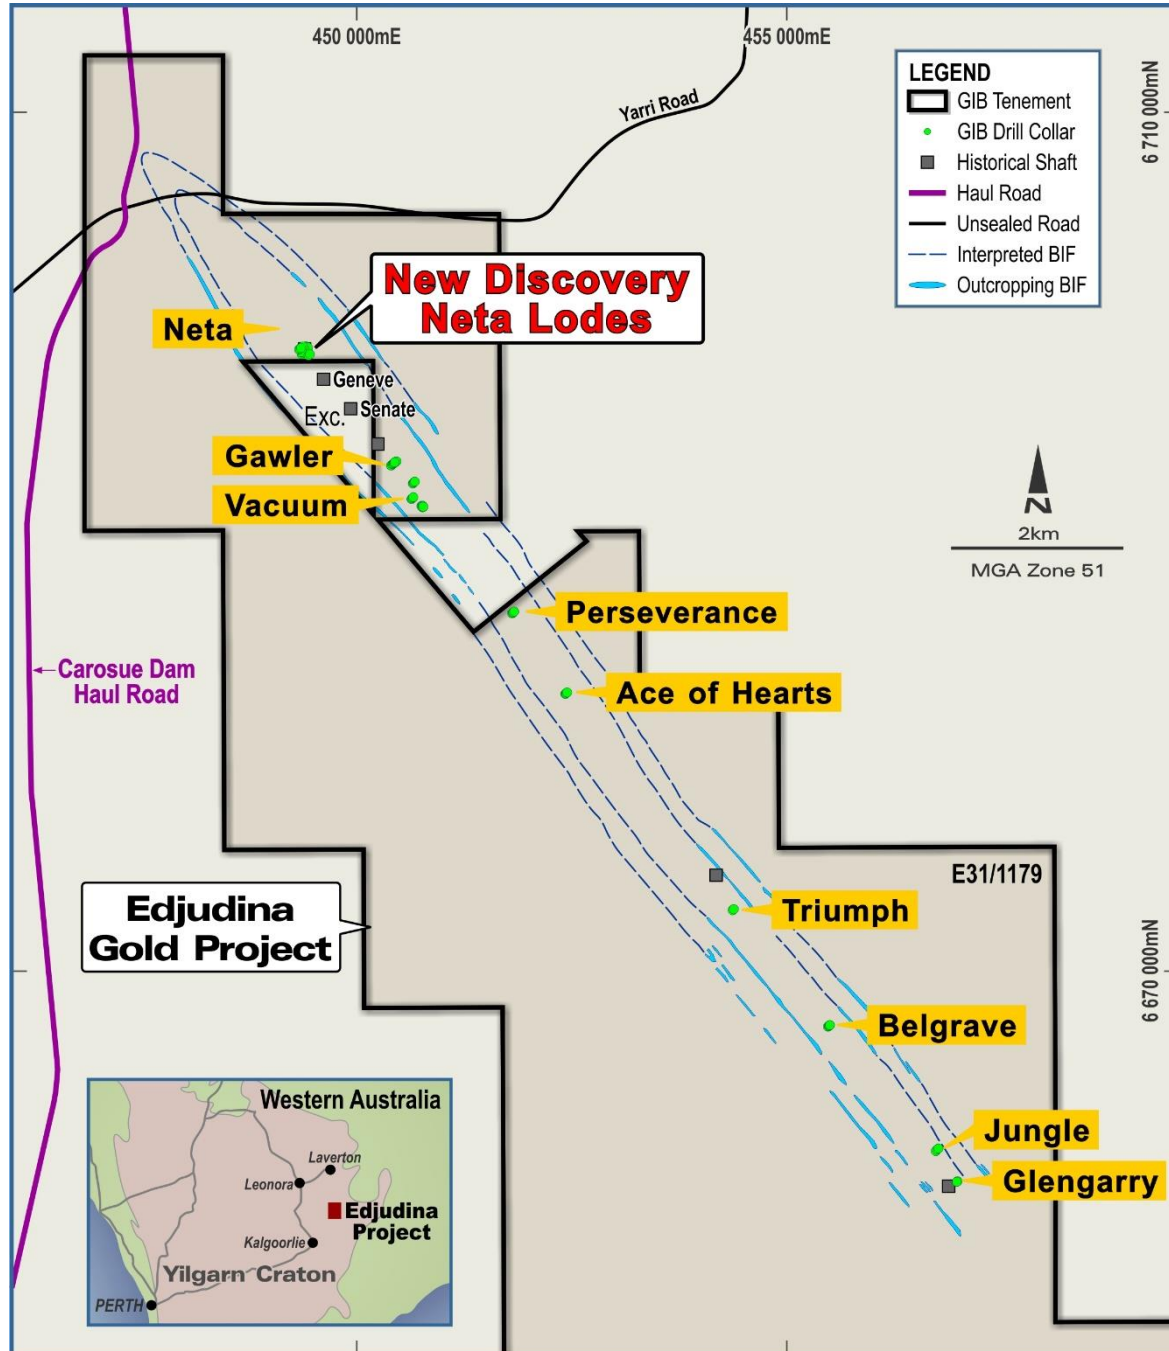 450 000mE
455 000mE
LEGEND
GIB Tenement
GIB Drill Collar
Historical Shaft
Haul Road
Unsealed Road
Interpreted BIF
Outcropping BIF
6 710 000mN
Yarri Road
New Discovery
Neta Lodes
Neta
Geneve
Senate
Exc.
Gawler
Vacuum
N
2km
MGA Zone 51
Perseverance
Carosue Dam
Haul Road
Ace of Hearts
E31/1179
Edjudina
Gold Project
Triumph
6 670 000mN
Belgrave
Jungle
Glengarry
Western Australia
Laverton
Leonora
Edjudina
Project
Kalgoorlie
Yilgarn Craton
PERTH